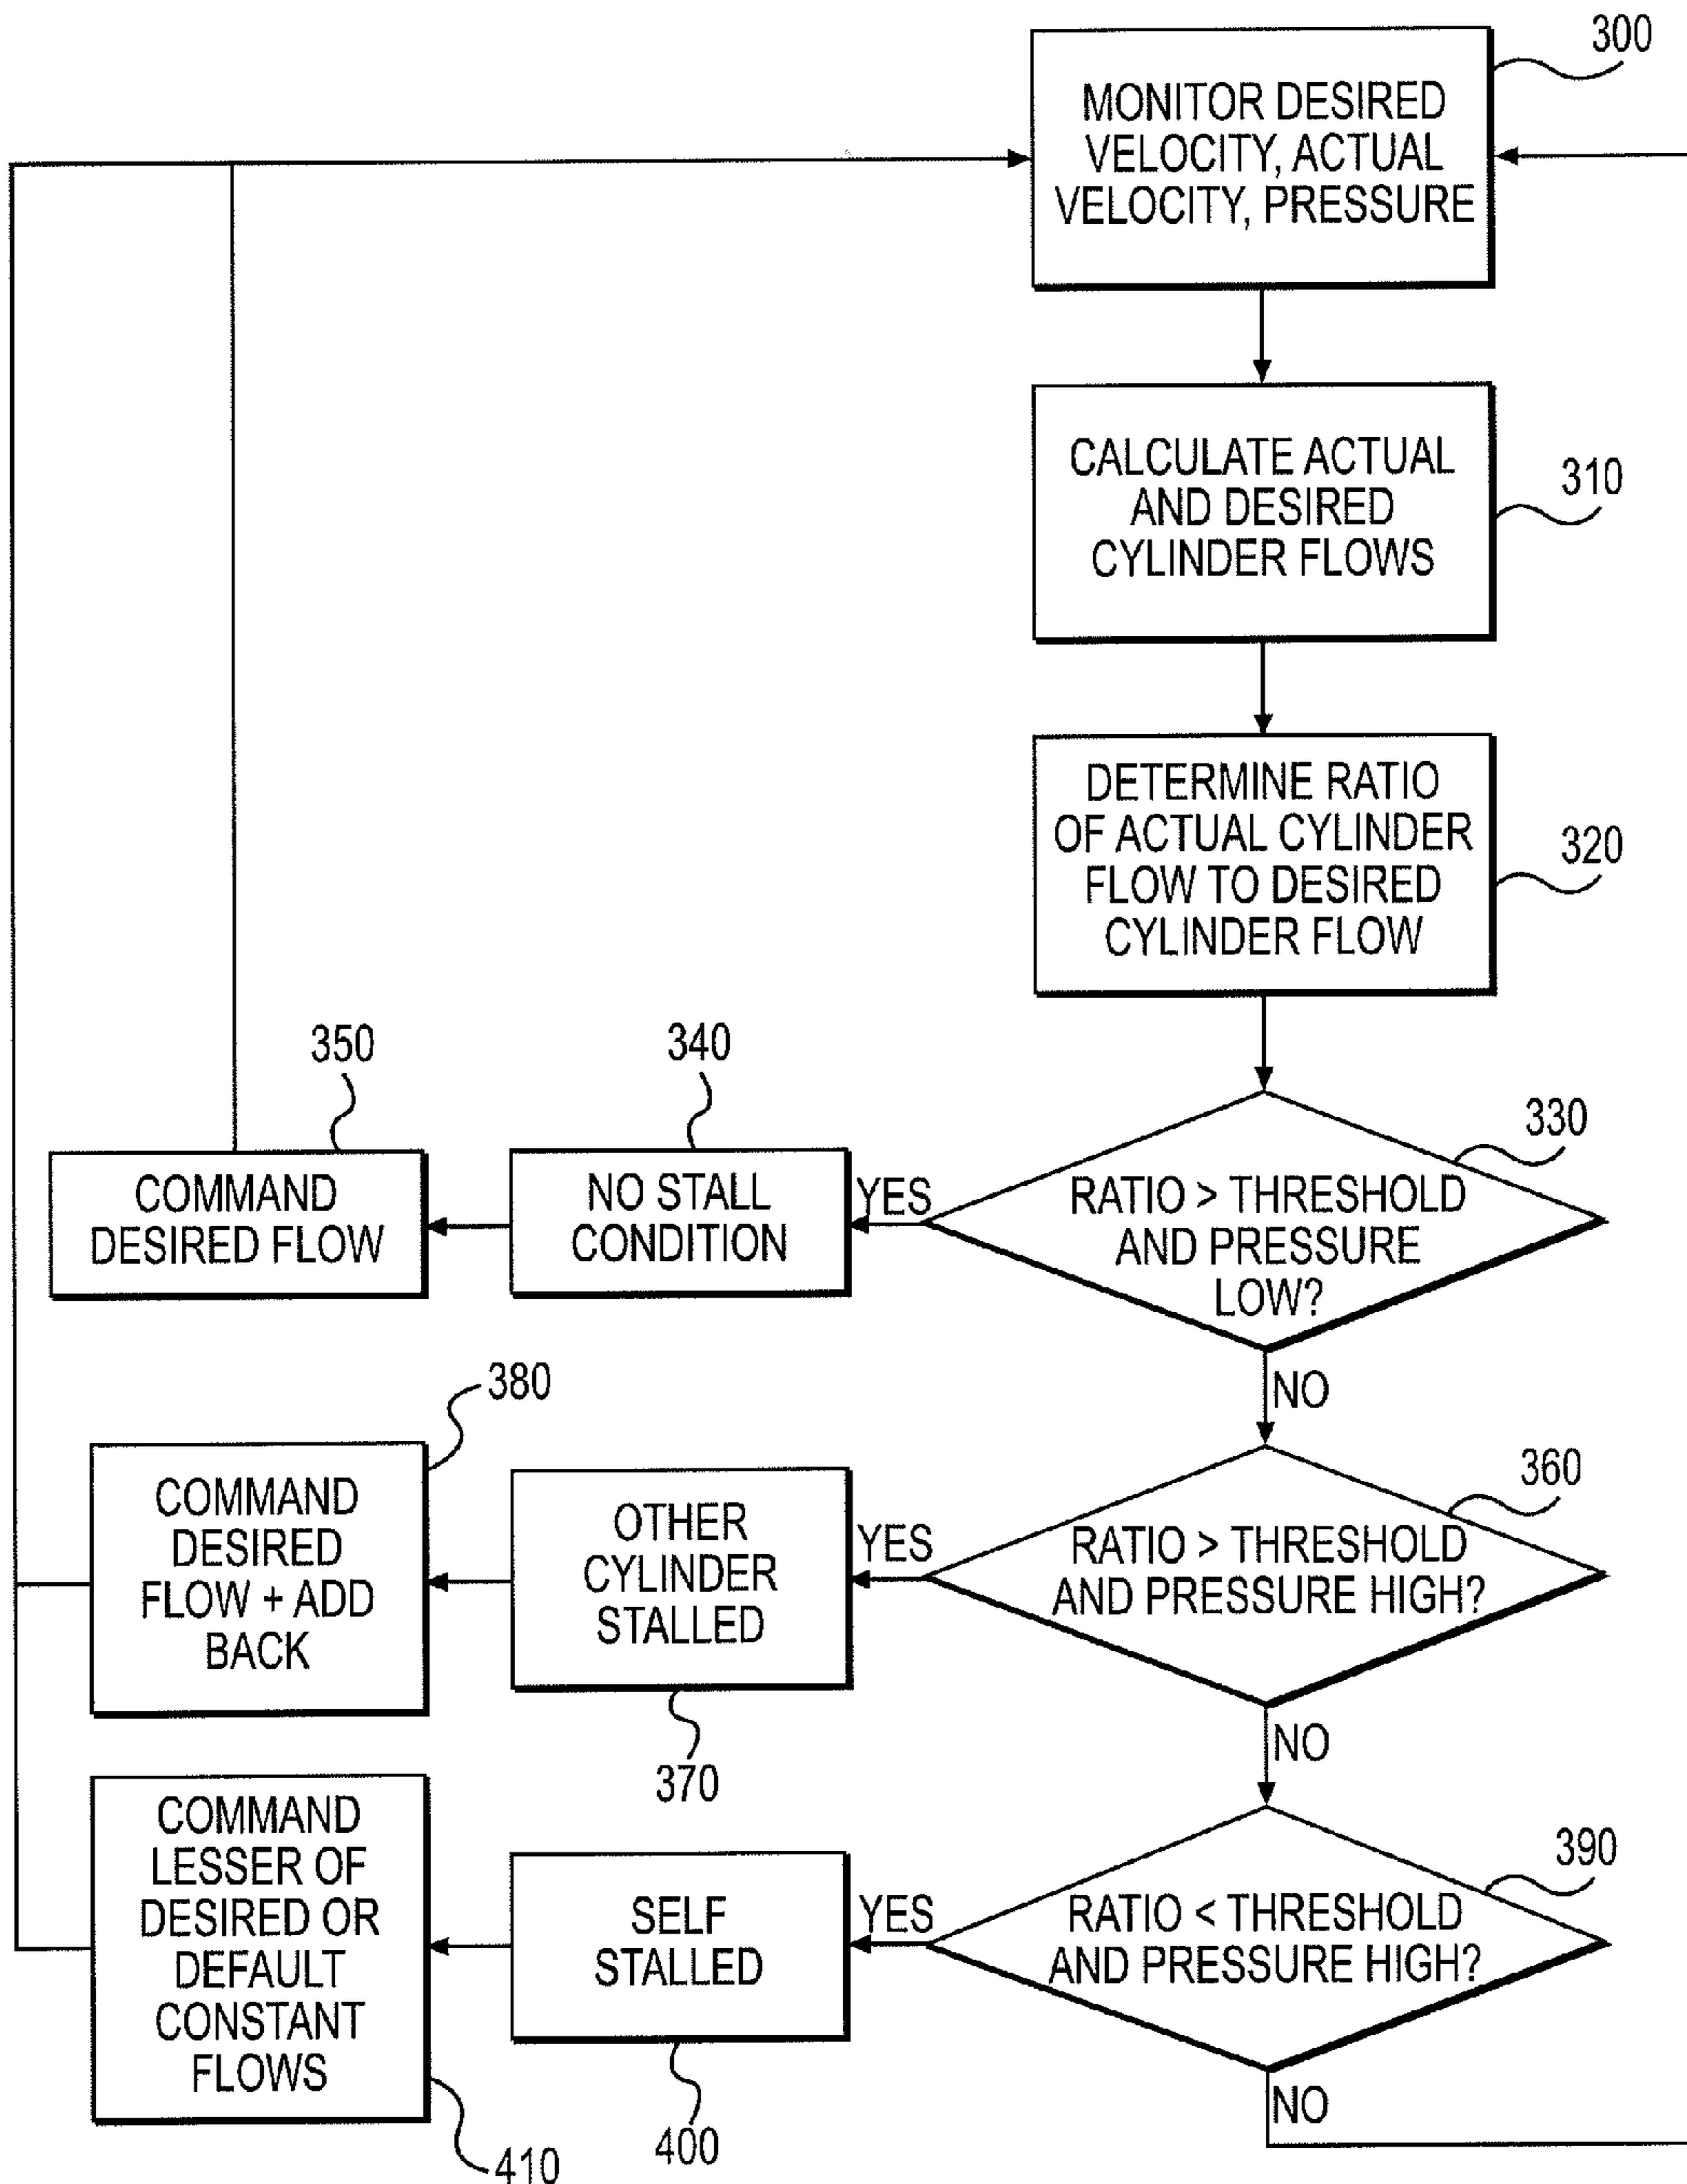 300
MONITOR DESIRED
VELOCITY, ACTUAL
VELOCITY, PRESSURE
CALCULATE ACTUAL
AND DESIRED
CYLINDER FLOWS
310
DETERMINE RATIO
OF ACTUAL CYLINDER
FLOW TO DESIRED
CYLINDER FLOW
320
350
COMMAND
DESIRED FLOW
340
NO STALL
CONDITION
YES
330
RATIO > THRESHOLD
AND PRESSURE
LOW?
NO
380
COMMAND
DESIRED
FLOW + ADD
BACK
OTHER
CYLINDER
STALLED
370
YES
360
RATIO > THRESHOLD
AND PRESSURE HIGH?
NO
COMMAND
LESSER OF
DESIRED OR
DEFAULT
CONSTANT
FLOWS
410
SELF
STALLED
400
YES
390
RATIO < THRESHOLD
AND PRESSURE HIGH?
NO